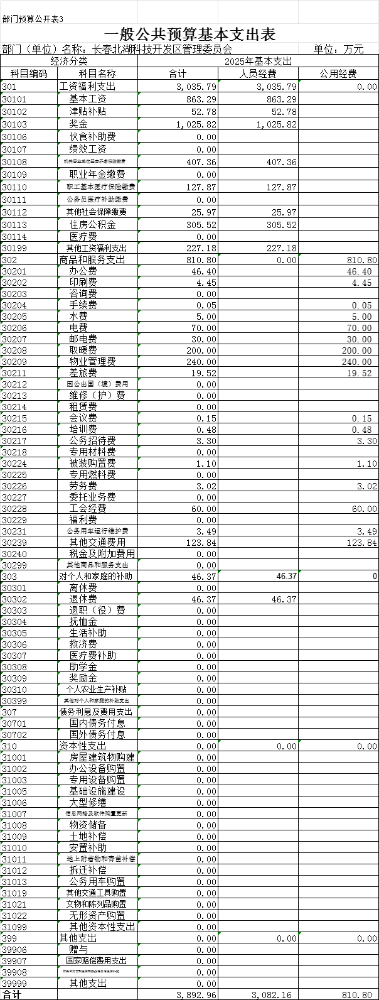 部门预算公开表3
一般公共预算基本支出表
部门（单位）名称：长春北湖科技开发区管理委员会 单位：万元
经济分类 2025年基本支出
科目编码 科目名称 合计 人员经费 公用经费
301 工资福利支出 3,035.79 3,035.79 0.00
30101 基本工资 863.29 863.29
30102 津贴补贴 52.78 52.78
30103 奖金 1,025.82 1,025.82
30106 伙食补助费 0.00
30107 绩效工资 0.00
30108 机关事业单位基本养老保险缴费 407.36 407.36
30109 职业年金缴费 0.00
30110 职工基本医疗保险缴费 127.87 127.87
30111 公务员医疗补助缴费 0.00
30112 其他社会保障缴费 25.97 25.97
30113 住房公积金 305.52 305.52
30114 医疗费 0.00
30199 其他工资福利支出 227.18 227.18
302 商品和服务支出 810.80 0.00 810.80
30201 办公费 46.40 46.40
30202 印刷费 4.45 4.45
30203 咨询费 0.00
30204 手续费 0.05 0.05
30205 水费 5.00 5.00
30206 电费 70.00 70.00
30207 邮电费 30.00 30.00
30208 取暖费 200.00 200.00
30209 物业管理费 240.00 240.00
30211 差旅费 19.52 19.52
30212 因公出国（境）费用 0.00
30213 维修（护）费 0.00
30214 租赁费 0.00
30215 会议费 0.15 0.15
30216 培训费 0.48 0.48
30217 公务招待费 3.30 3.30
30218 专用材料费 0.00
30224 被装购置费 1.10 1.10
30225 专用燃料费 0.00
30226 劳务费 3.02 3.02
30227 委托业务费 0.00
30228 工会经费 60.00 60.00
30229 福利费 0.00
30231 公务用车运行维护费 3.49 3.49
30239 其他交通费用 123.84 123.84
30240 税金及附加费用 0.00
30299 其他商品和服务支出 0.00
303 对个人和家庭的补助 46.37 46.37 0
30301 离休费 0.00
30302 退休费 46.37 46.37
30303 退职（役）费 0.00
30304 抚恤金 0.00
30305 生活补助 0.00
30306 救济费 0.00
30307 医疗费补助 0.00
30308 助学金 0.00
30309 奖励金 0.00
30310 个人农业生产补贴 0.00
30399 其他对个人和家庭的补助支出 0.00
307 债务利息及费用支出 0.00
30701 国内债务付息 0.00
30702 国外债务付息 0.00
310 资本性支出 0.00 0.00 0.00
31001 房屋建筑物购建 0.00
31002 办公设备购置 0.00
31003 专用设备购置 0.00
31005 基础设施建设 0.00
31006 大型修缮 0.00
31007 信息网络及软件购置更新 0.00
31008 物资储备 0.00
31009 土地补偿 0.00
31010 安置补助 0.00
31011 地上附着物和青苗补偿 0.00
31012 拆迁补偿 0.00
31013 公务用车购置 0.00
31019 其他交通工具购置 0.00
31021 文物和陈列品购置 0.00
31022 无形资产购置 0.00
31099 其他资本性支出 0.00
399 其他支出 0.00 0.00 0.00
39906 赠与 0.00
39907 国家赔偿费用支出 0.00
39908 0.00
39999 其他支出 0.00
合计 3,892.96 3,082.16 810.80